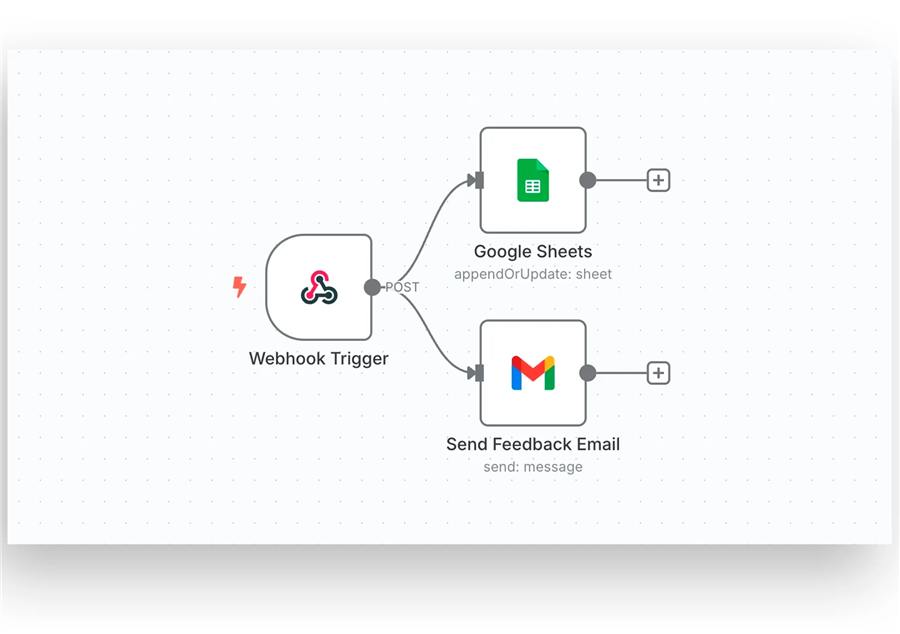 Google Sheets
appendOrUpdate: sheet
POST
Webhook Trigger
Send Feedback Email
send: message